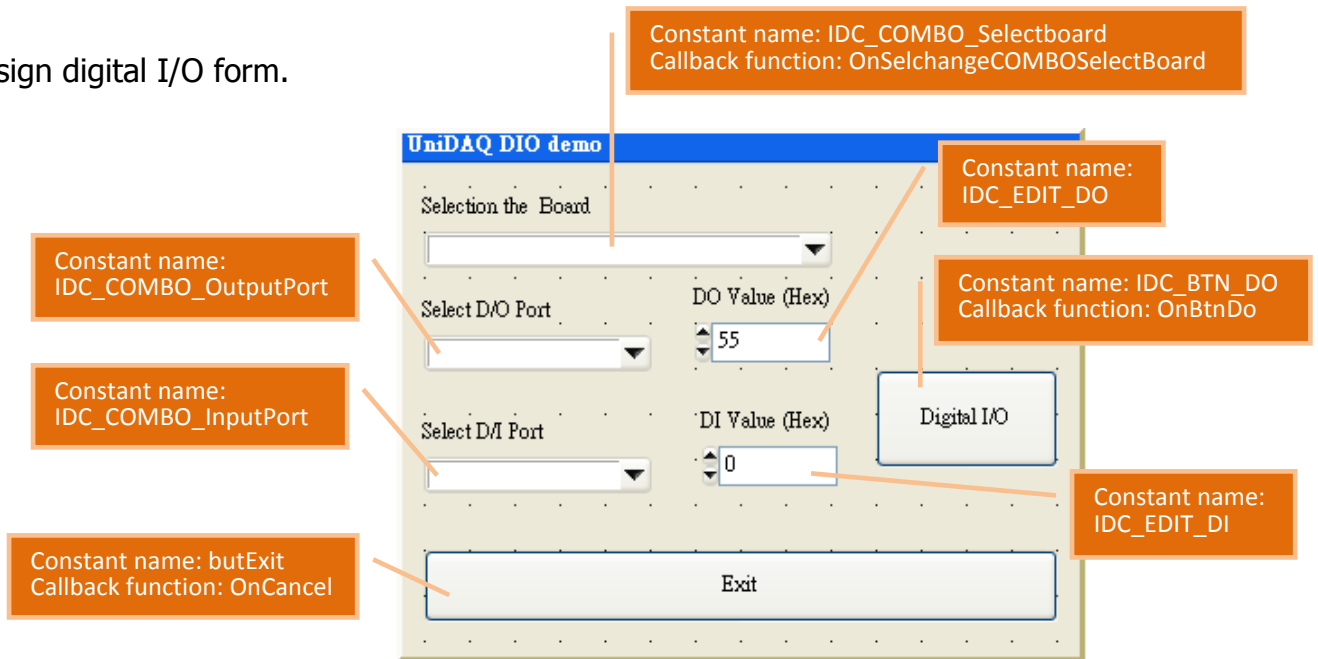 Constant name: IDC_COMBO_Selectboard
Callback function: OnSelchangeCOMBOSelectBoard
sign digital I/O form.
UniDAQ DIO demo
Constant name:
IDC_EDIT_DO
Selection the Board
Constant name:
IDC_COMBO_OutputPort
Constant name: IDC_BTN_DO
Callback function: OnBtnDo
Select D/O Port
DO Value (Hex)
55
Constant name:
IDC_COMBO_InputPort
Select D/I Port
DI Value (Hex)
Digital I/O
0
Constant name:
IDC_EDIT_DI
Constant name: butExit
Callback function: OnCancel
Exit